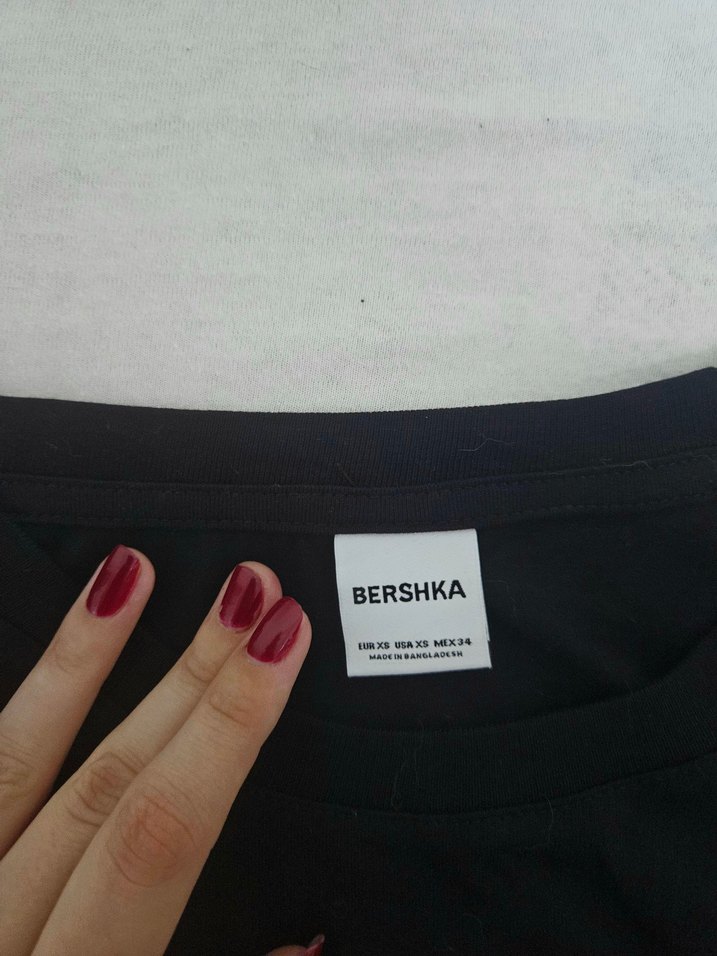 BERSHKA
EUR XS USA XS MEX 34
MADE IN BANGLADESH